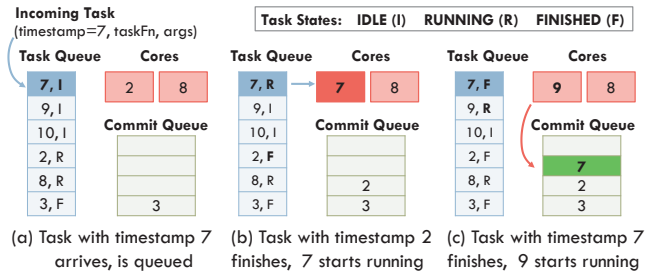 Incoming Task
(timestamp=7, taskFn, args)
Task States: IDLE (I) RUNNING (R) FINISHED (F)
Task Queue Cores
7, I 2 8
9, I
10, I Commit Queue
2, R
8, R
3, F 3
(a) Task with timestamp 7
arrives, is queued
Task Queue Cores
7, R 7 8
9, I
10, I Commit Queue
2, F
8, R 2
3, F 3
(b) Task with timestamp 2
finishes, 7 starts running
Task Queue Cores
7, F 9 8
9, R
10, I Commit Queue
2, F 7
8, R 2
3, F 3
(c) Task with timestamp 7
finishes, 9 starts running